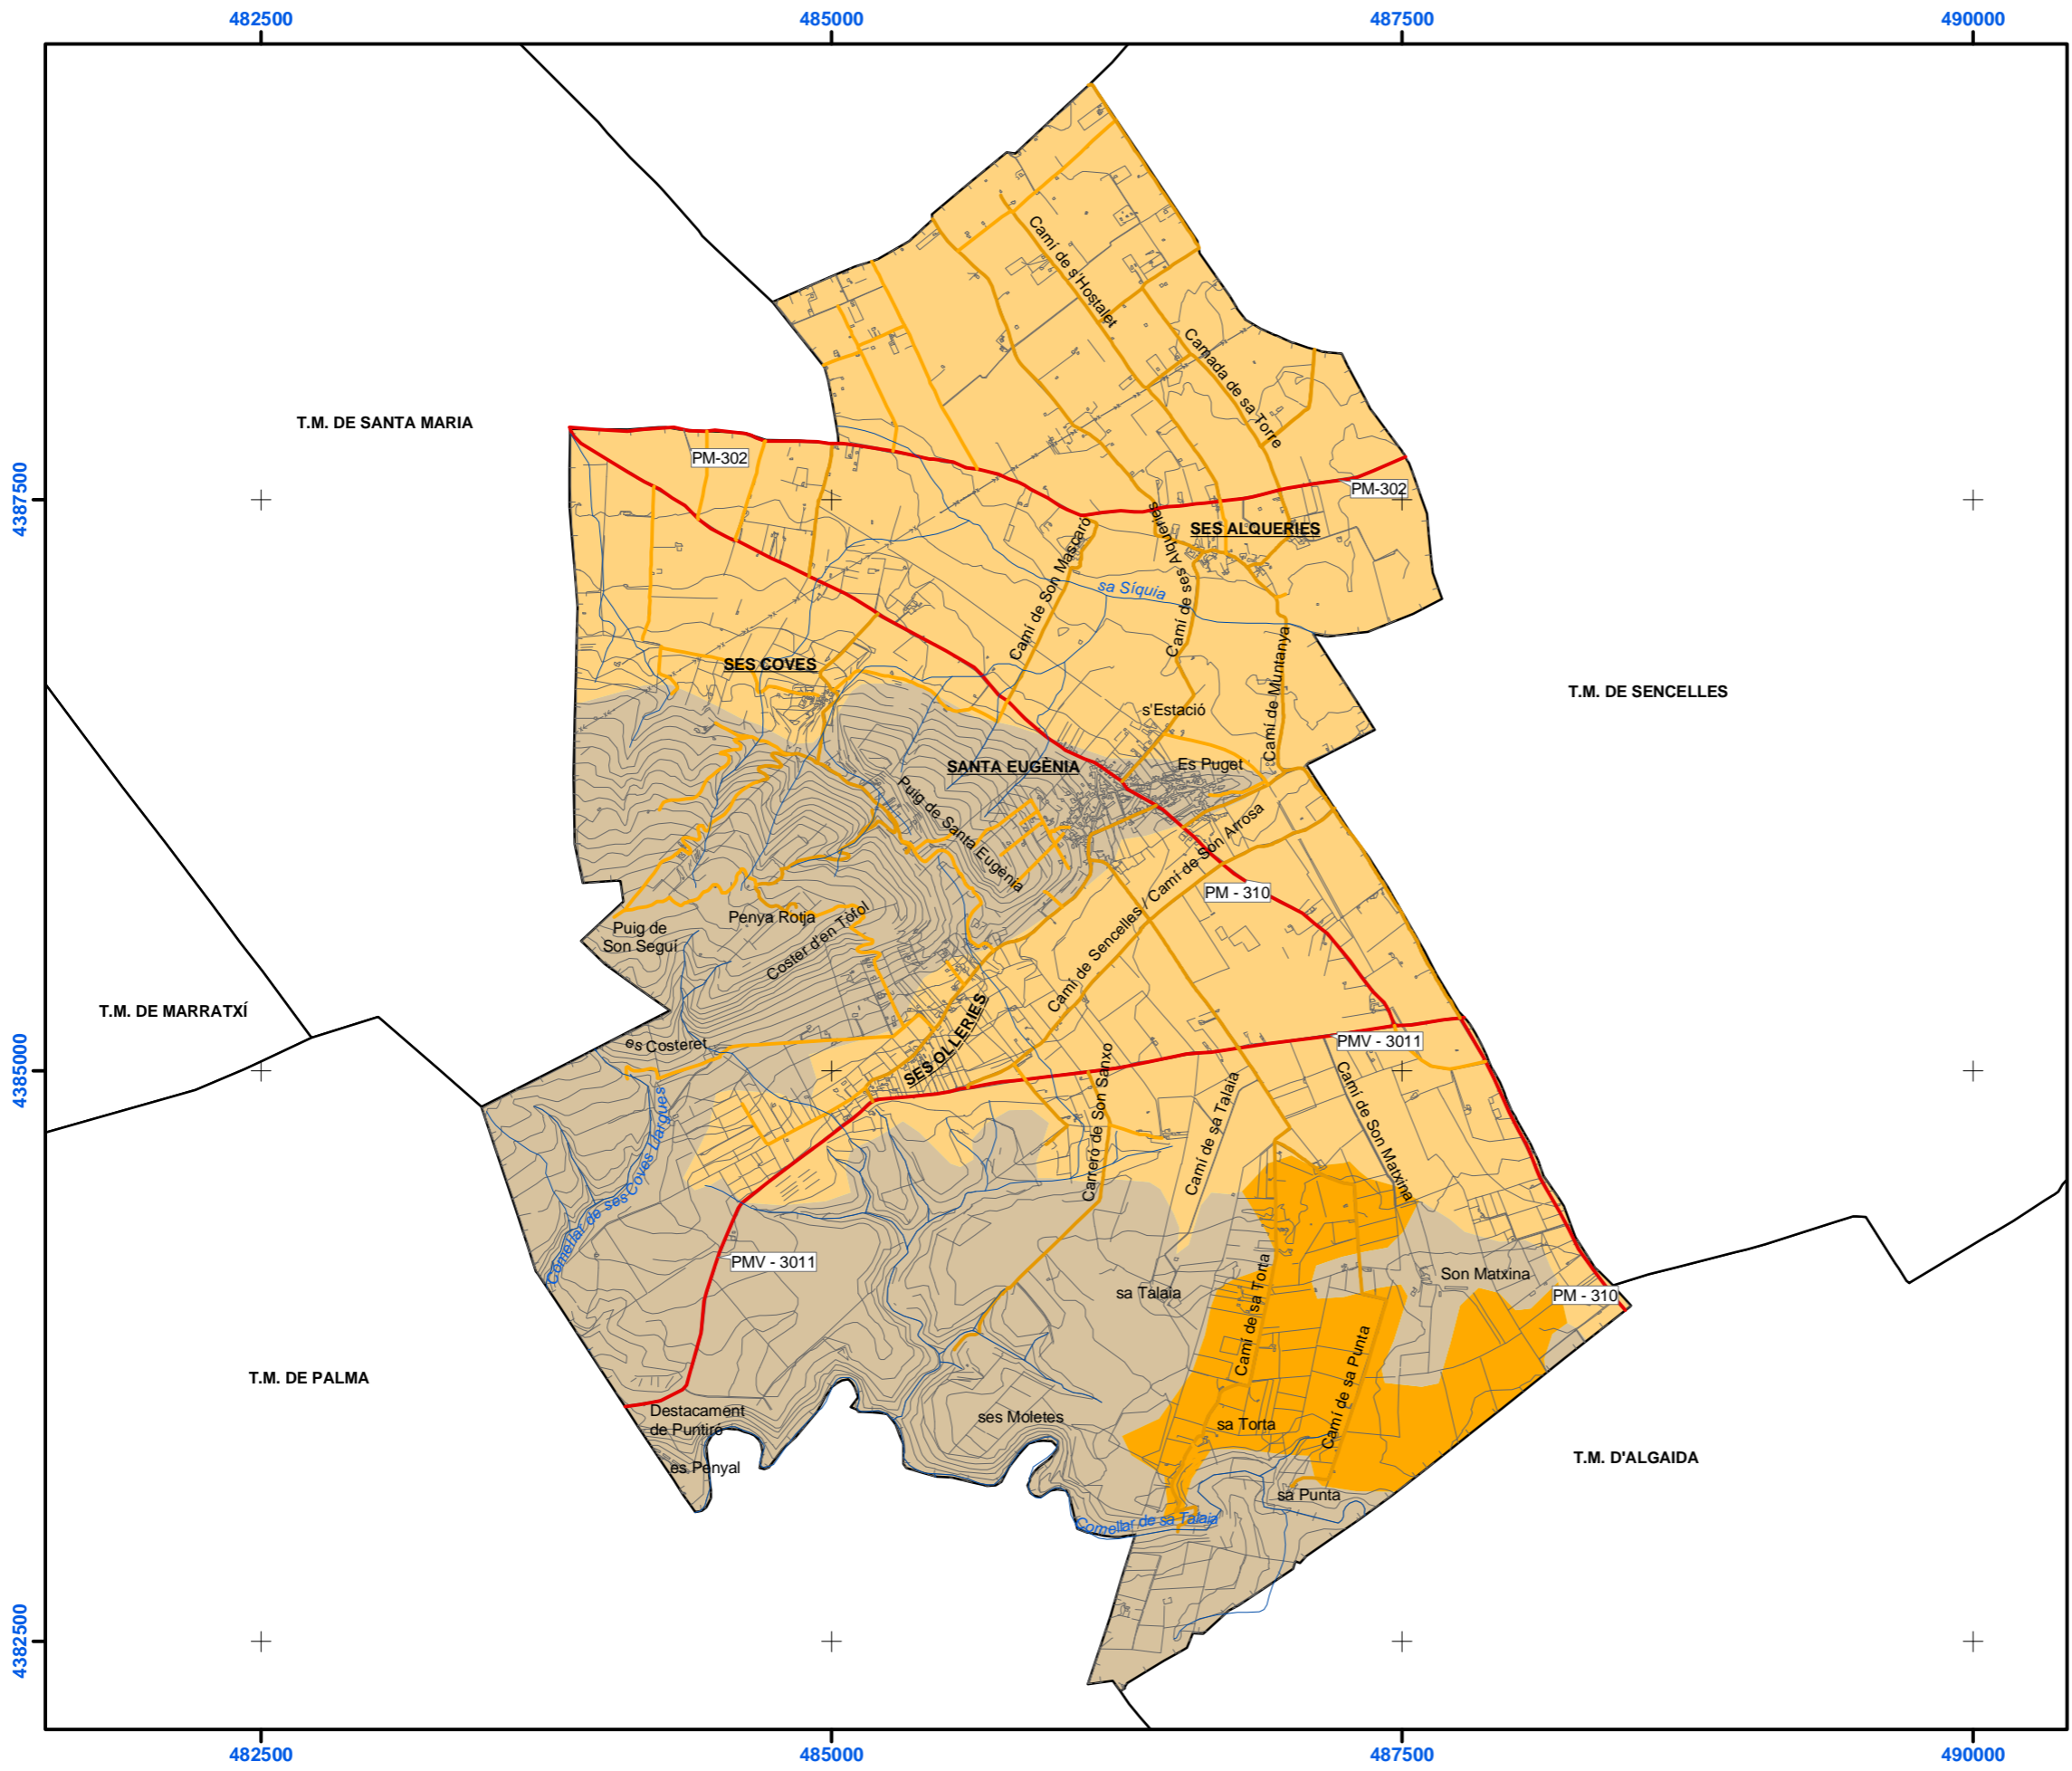 482500
485000
487500
490000
Camí de s'Hostalet
Camada de sa Torre
T.M. DE SANTA MARIA
PM-302
4387500
PM-302
SES ALQUERIES
Camí de Son Mascaró
Camí de ses Alqueries
sa Síquia
SES COVES
Camí de Muntanya
T.M. DE SENCELLES
s'Estació
SANTA EUGÈNIA
Es Puget
Puig de Santa Eugènia
Camí de Sencelles / Camí de Son Arrosa
PM - 310
Penya Rotja
Puig de
Son Seguí
Coster d'en Tòfol
T.M. DE MARRATXÍ
SES OLLERIES
es Costeret
PMV - 3011
4385000
Carreró de Son Sanxo
Camí de sa Talaia
Camí de Son Matxina
Comellar de ses Coves Llargues
PMV - 3011
sa Talaia
Son Matxina
PM - 310
Camí de sa Torta
Camí de sa Punta
T.M. DE PALMA
Destacament
de Puntiró
ses Moletes
sa Torta
es Penyal
T.M. D'ALGAIDA
sa Punta
Comellar de sa Talaia
4382500
482500
485000
487500
490000